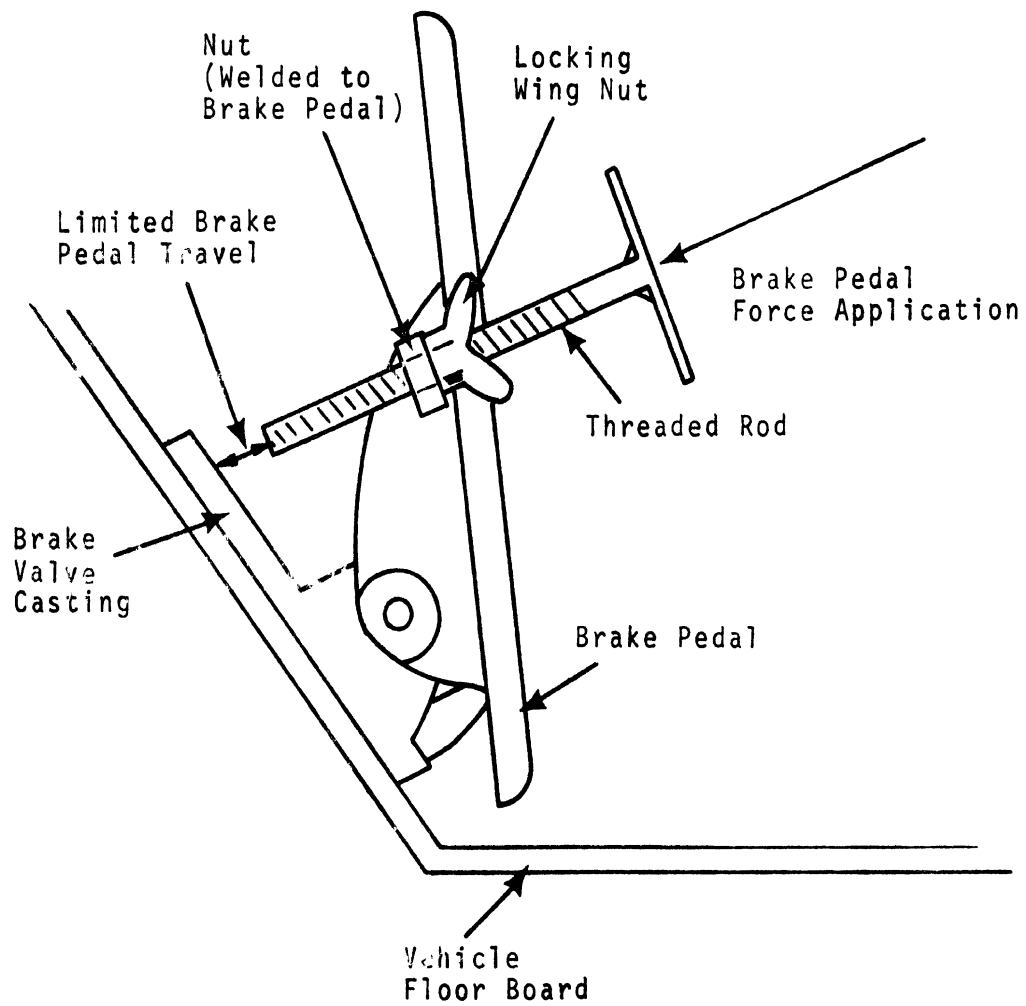 Nut
(Welded to
Brake Pedal)
Locking
Wing Nut
Limited Brake
Pedal Travel
Brake Pedal
Force Application
Threaded Rod
Brake
Valve
Casting
Brake Pedal
Vehicle
Floor Board